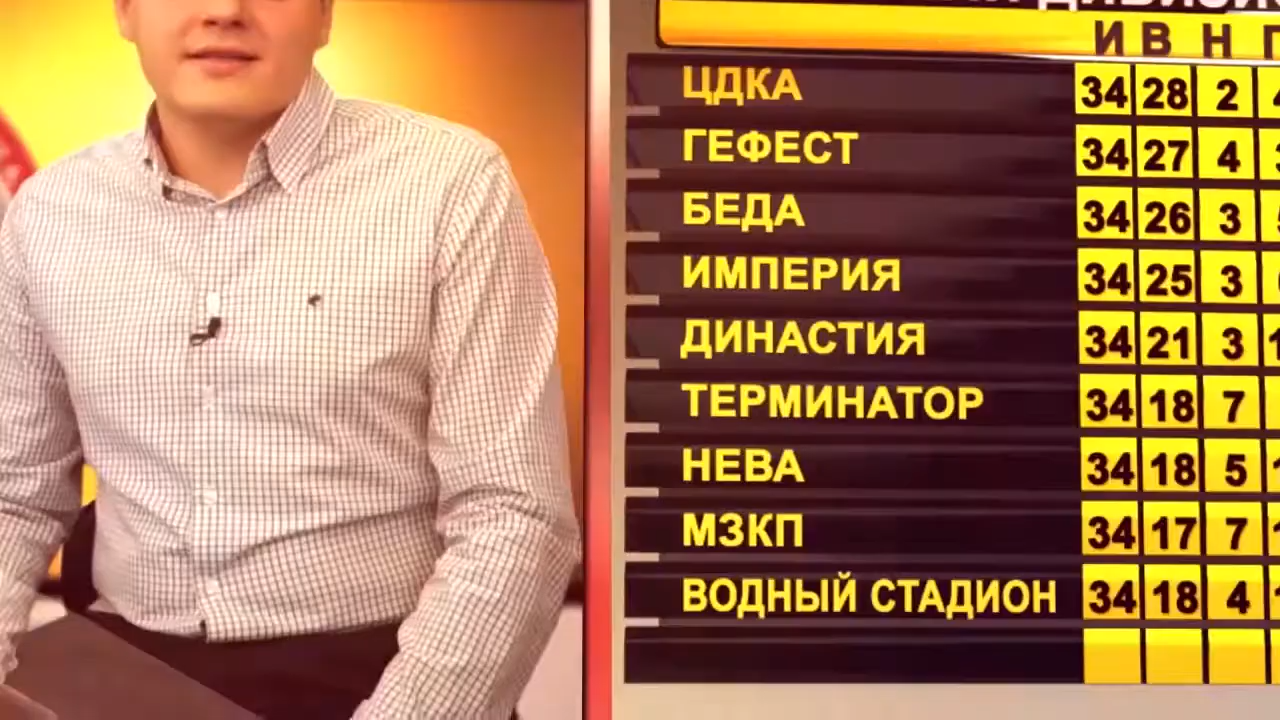 И В Н
ЦДКА 34 28 2
ГЕФЕСТ 34 27 4
БЕДА 34 26 3
ИМПЕРИЯ 34 25 3
ДИНАСТИЯ 34 21 3
ТЕРМИНАТОР 34 18 7
НЕВА 34 18 5
МЗКП 34 17 7
ВОДНЫЙ СТАДИОН 34 18 4